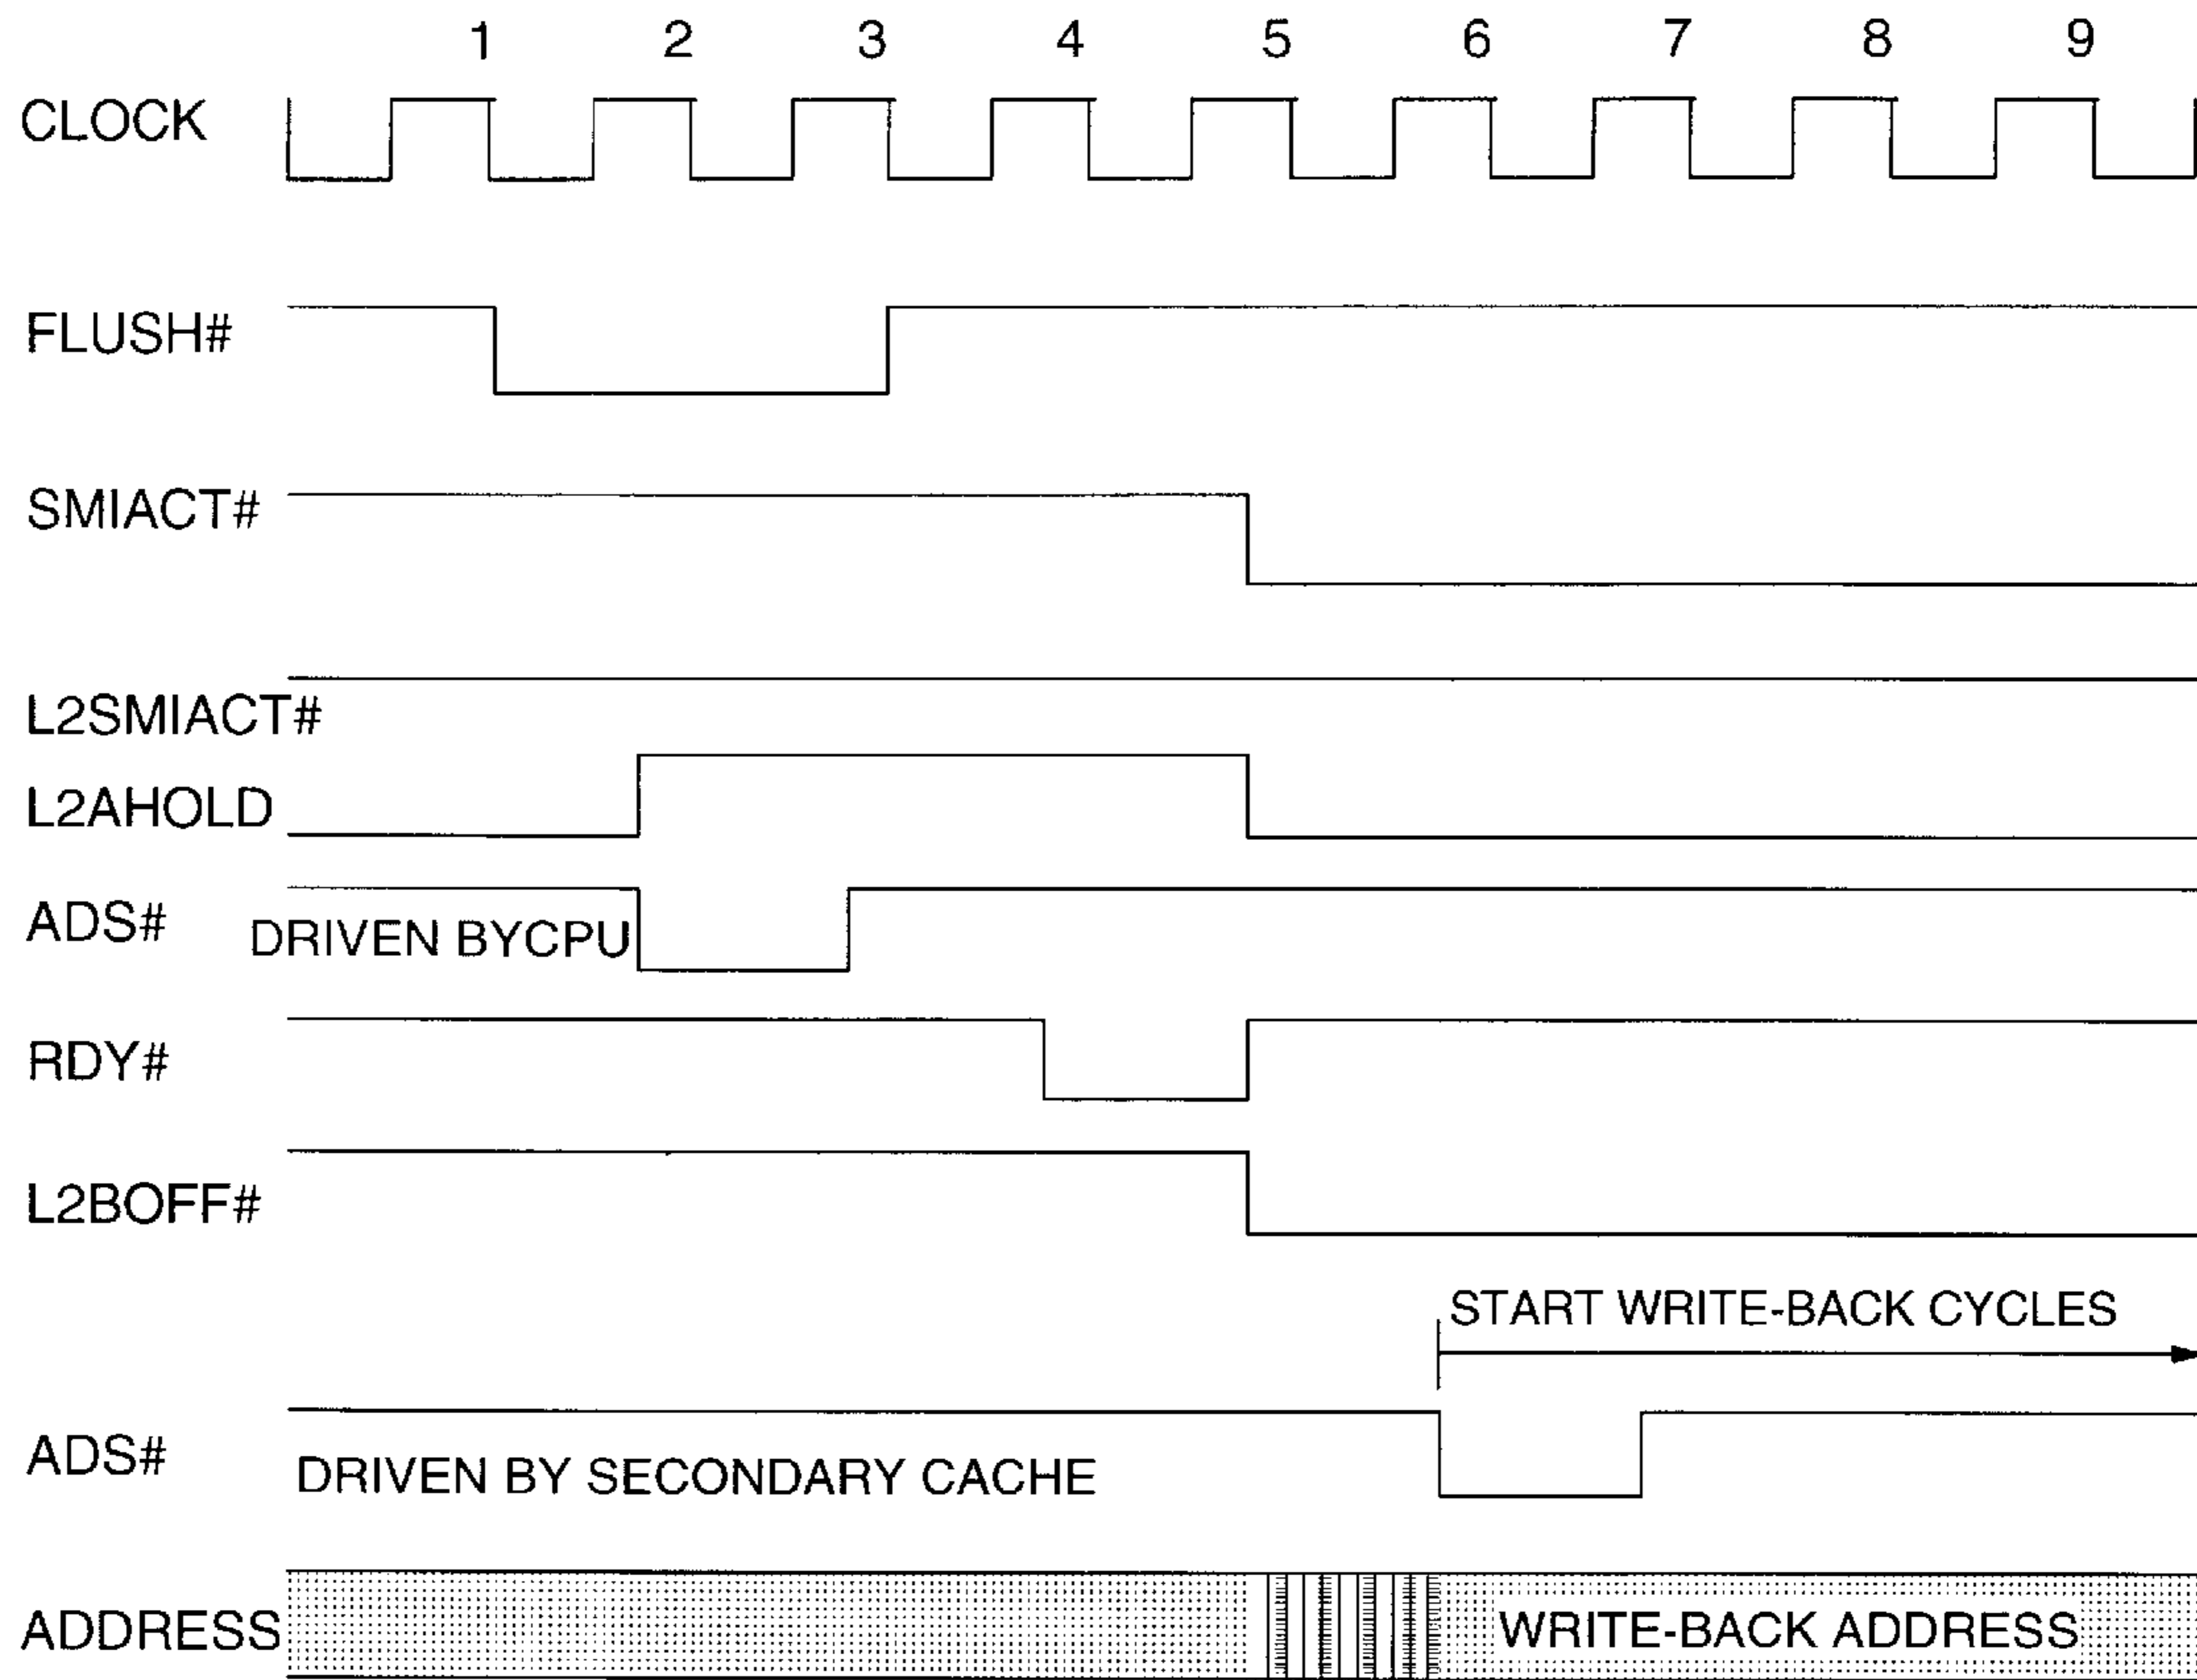 1 2 3 4 5 6 7 8 9
CLOCK
FLUSH#
SMIACT#
L2SMIACT#
L2AHOLD
ADS#
DRIVEN BYCPU
RDY#
L2BOFF#
START WRITE-BACK CYCLES
ADS#
DRIVEN BY SECONDARY CACHE
ADDRESS
WRITE-BACK ADDRESS